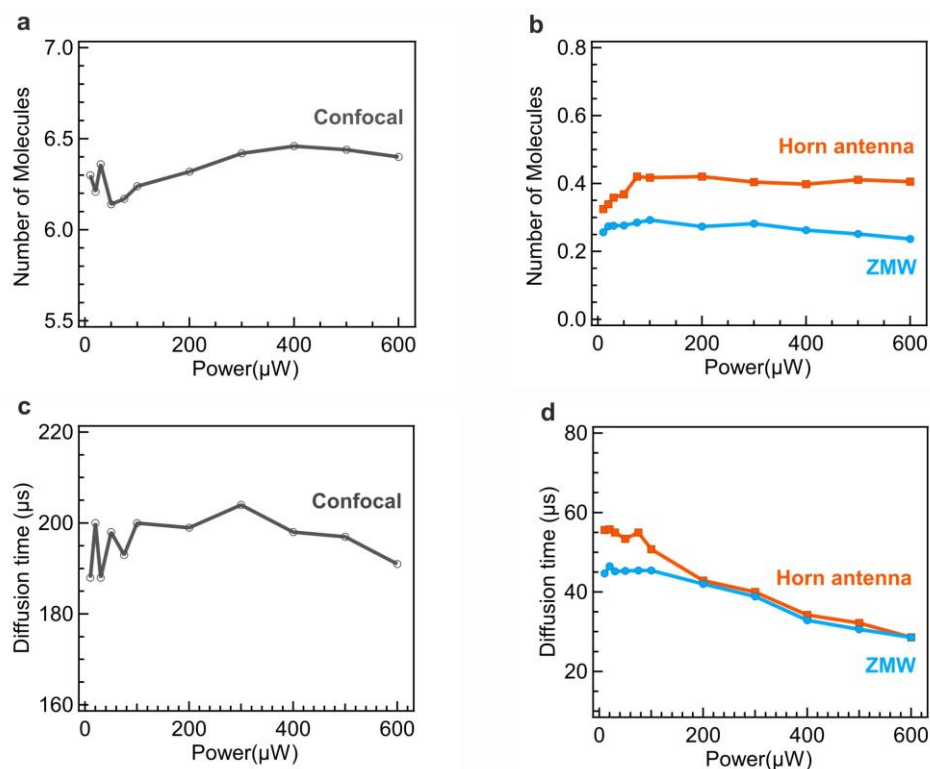 a
7.0
6.5
6.0
5.5
Number of Molecules
Confocal
0
200
400
600
Power(µW)
b
0.8
0.6
0.4
0.2
0.0
Number of Molecules
Horn antenna
ZMW
0
200
400
600
Power(µW)
c
220
200
180
160
Diffusion time (µs)
Confocal
0
200
400
600
Power(µW)
d
80
60
40
20
Diffusion time (µs)
Horn antenna
ZMW
0
200
400
600
Power(µW)